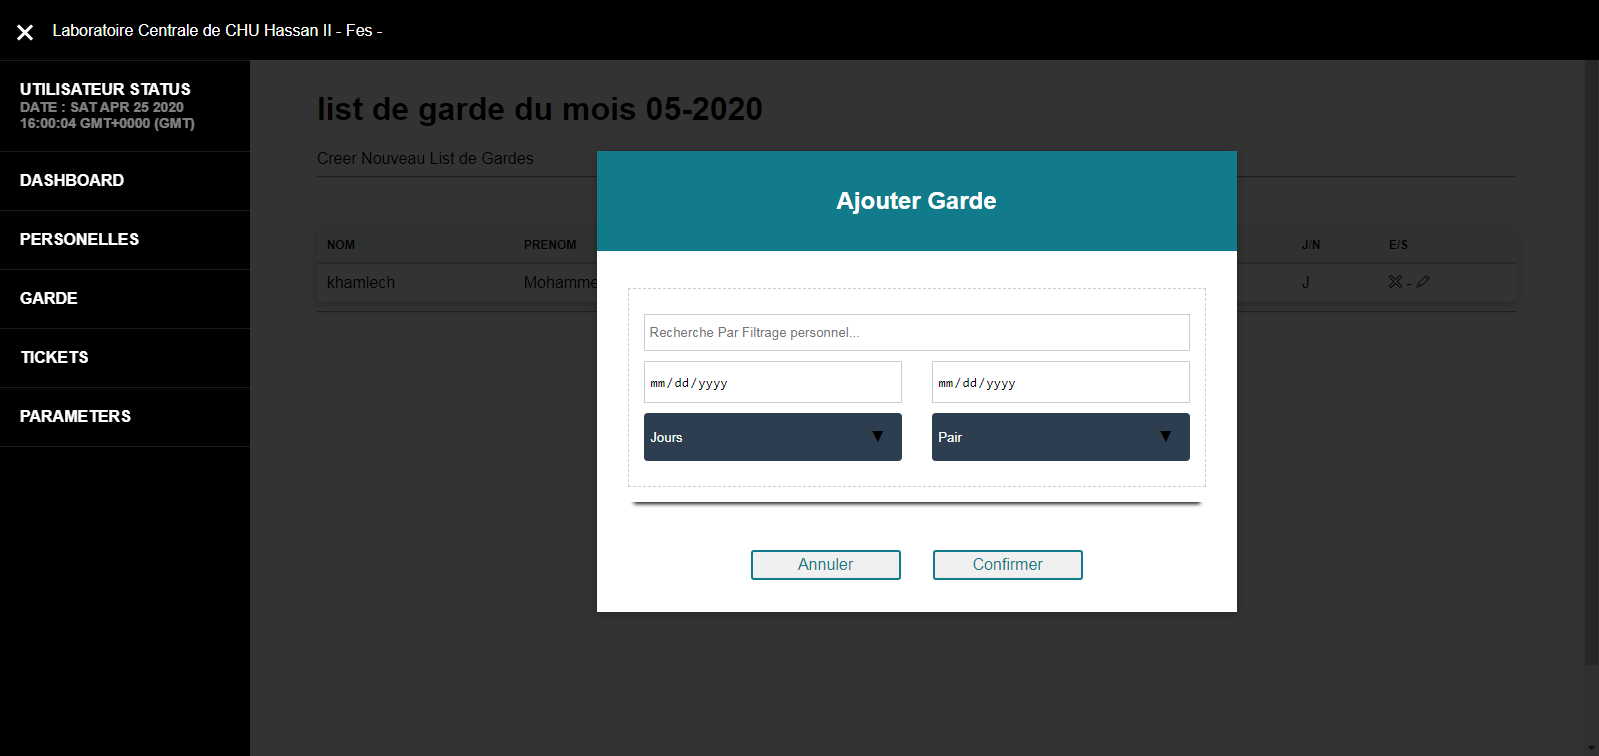 Laboratoire Centrale de CHU Hassan II - Fes -
UTILISATEUR STATUS
DATE : SAT APR 25 2020
16:00:04 GMT+0000 (GMT)
DASHBOARD
PERSONELLES
GARDE
TICKETS
PARAMETERS
list de garde du mois 05-2020
Creer Nouveau List de Gardes
NOM PRENOM J/N E/S
khamlech Mohamme J -
Ajouter Garde
Recherche Par Filtrage personnel...
mm/dd/yyyy mm/dd/yyyy
Jours Pair
Annuler Confirmer